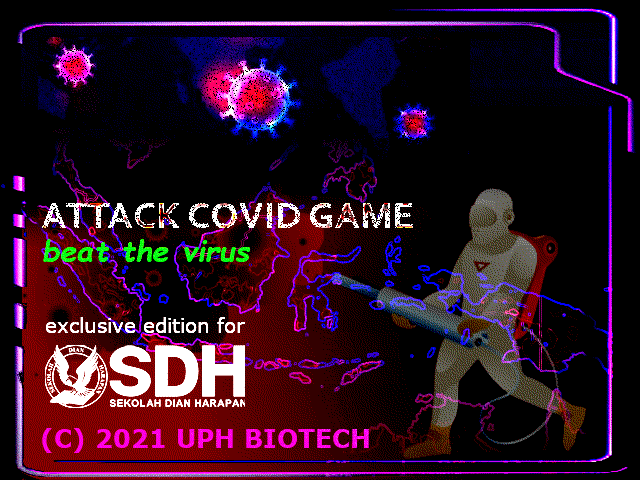 ATTACK COVID GAME
beat the virus
exclusive edition for
SEKOLAH DIAN HARAPAN
SDH
SEKOLAH DIAN HARAPAN
(C) 2021 UPH BIOTECH